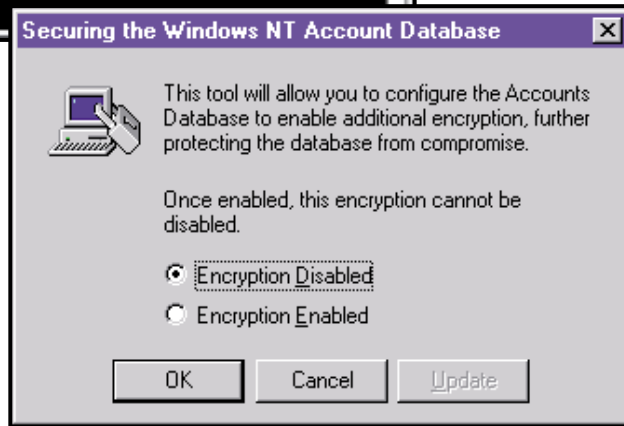 Securing the Windows NT Account Database
This tool will allow you to configure the Accounts
Database to enable additional encryption, further
protecting the database from compromise.
Once enabled, this encryption cannot be
disabled.
Encryption Disabled
Encryption Enabled
OK
Cancel
Update